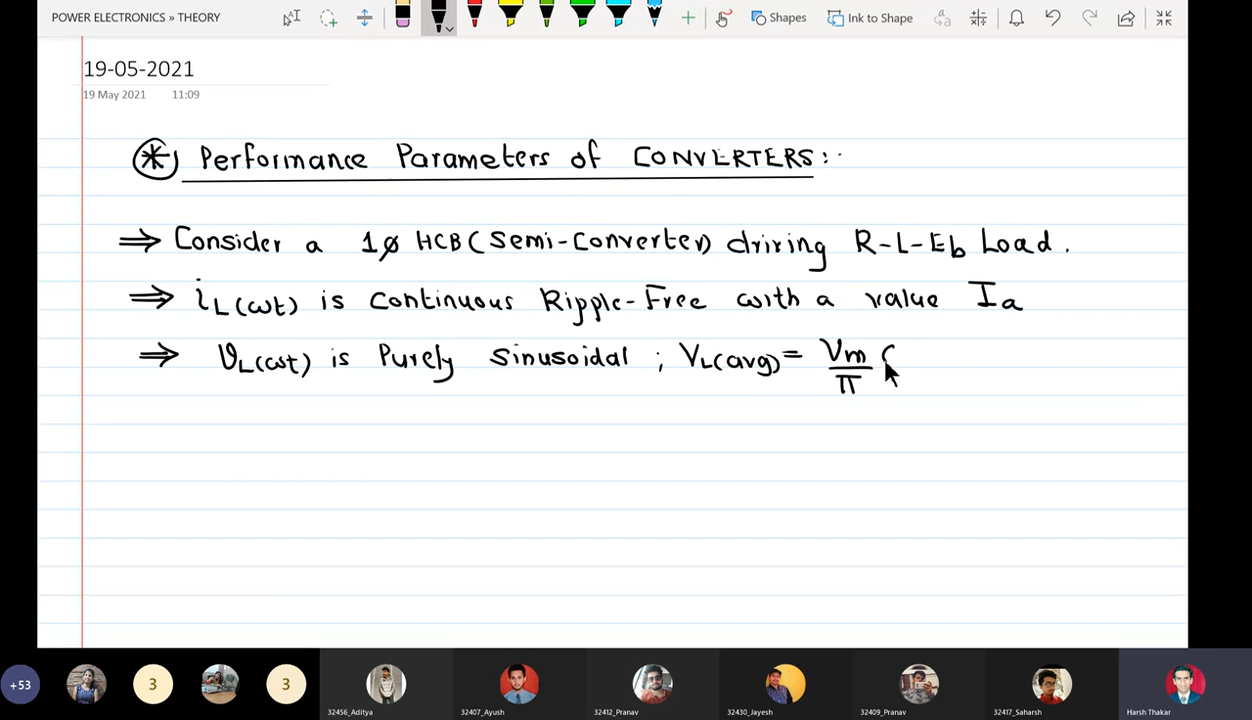 POWER ELECTRONICS » THEORY
Shapes
Ink to Shape
19-05-2021
19 May 2021 11:09
⊛ Performance Parameters of CONVERTERS:-
⇒ Consider a 1ø HCB (Semi-Converter) driving R-L-Eb Load.
⇒ iL(ωt) is continuous Ripple-Free with a value Ia
⇒ VL(ωt) is Purely sinusoidal ; VL(avg) = Vm/π (
+53
3
3
32456_Aditya
32407_Ayush
32412_Pranav
32430_Jayesh
32409_Pranav
32417_Saharsh
Harsh Thakar